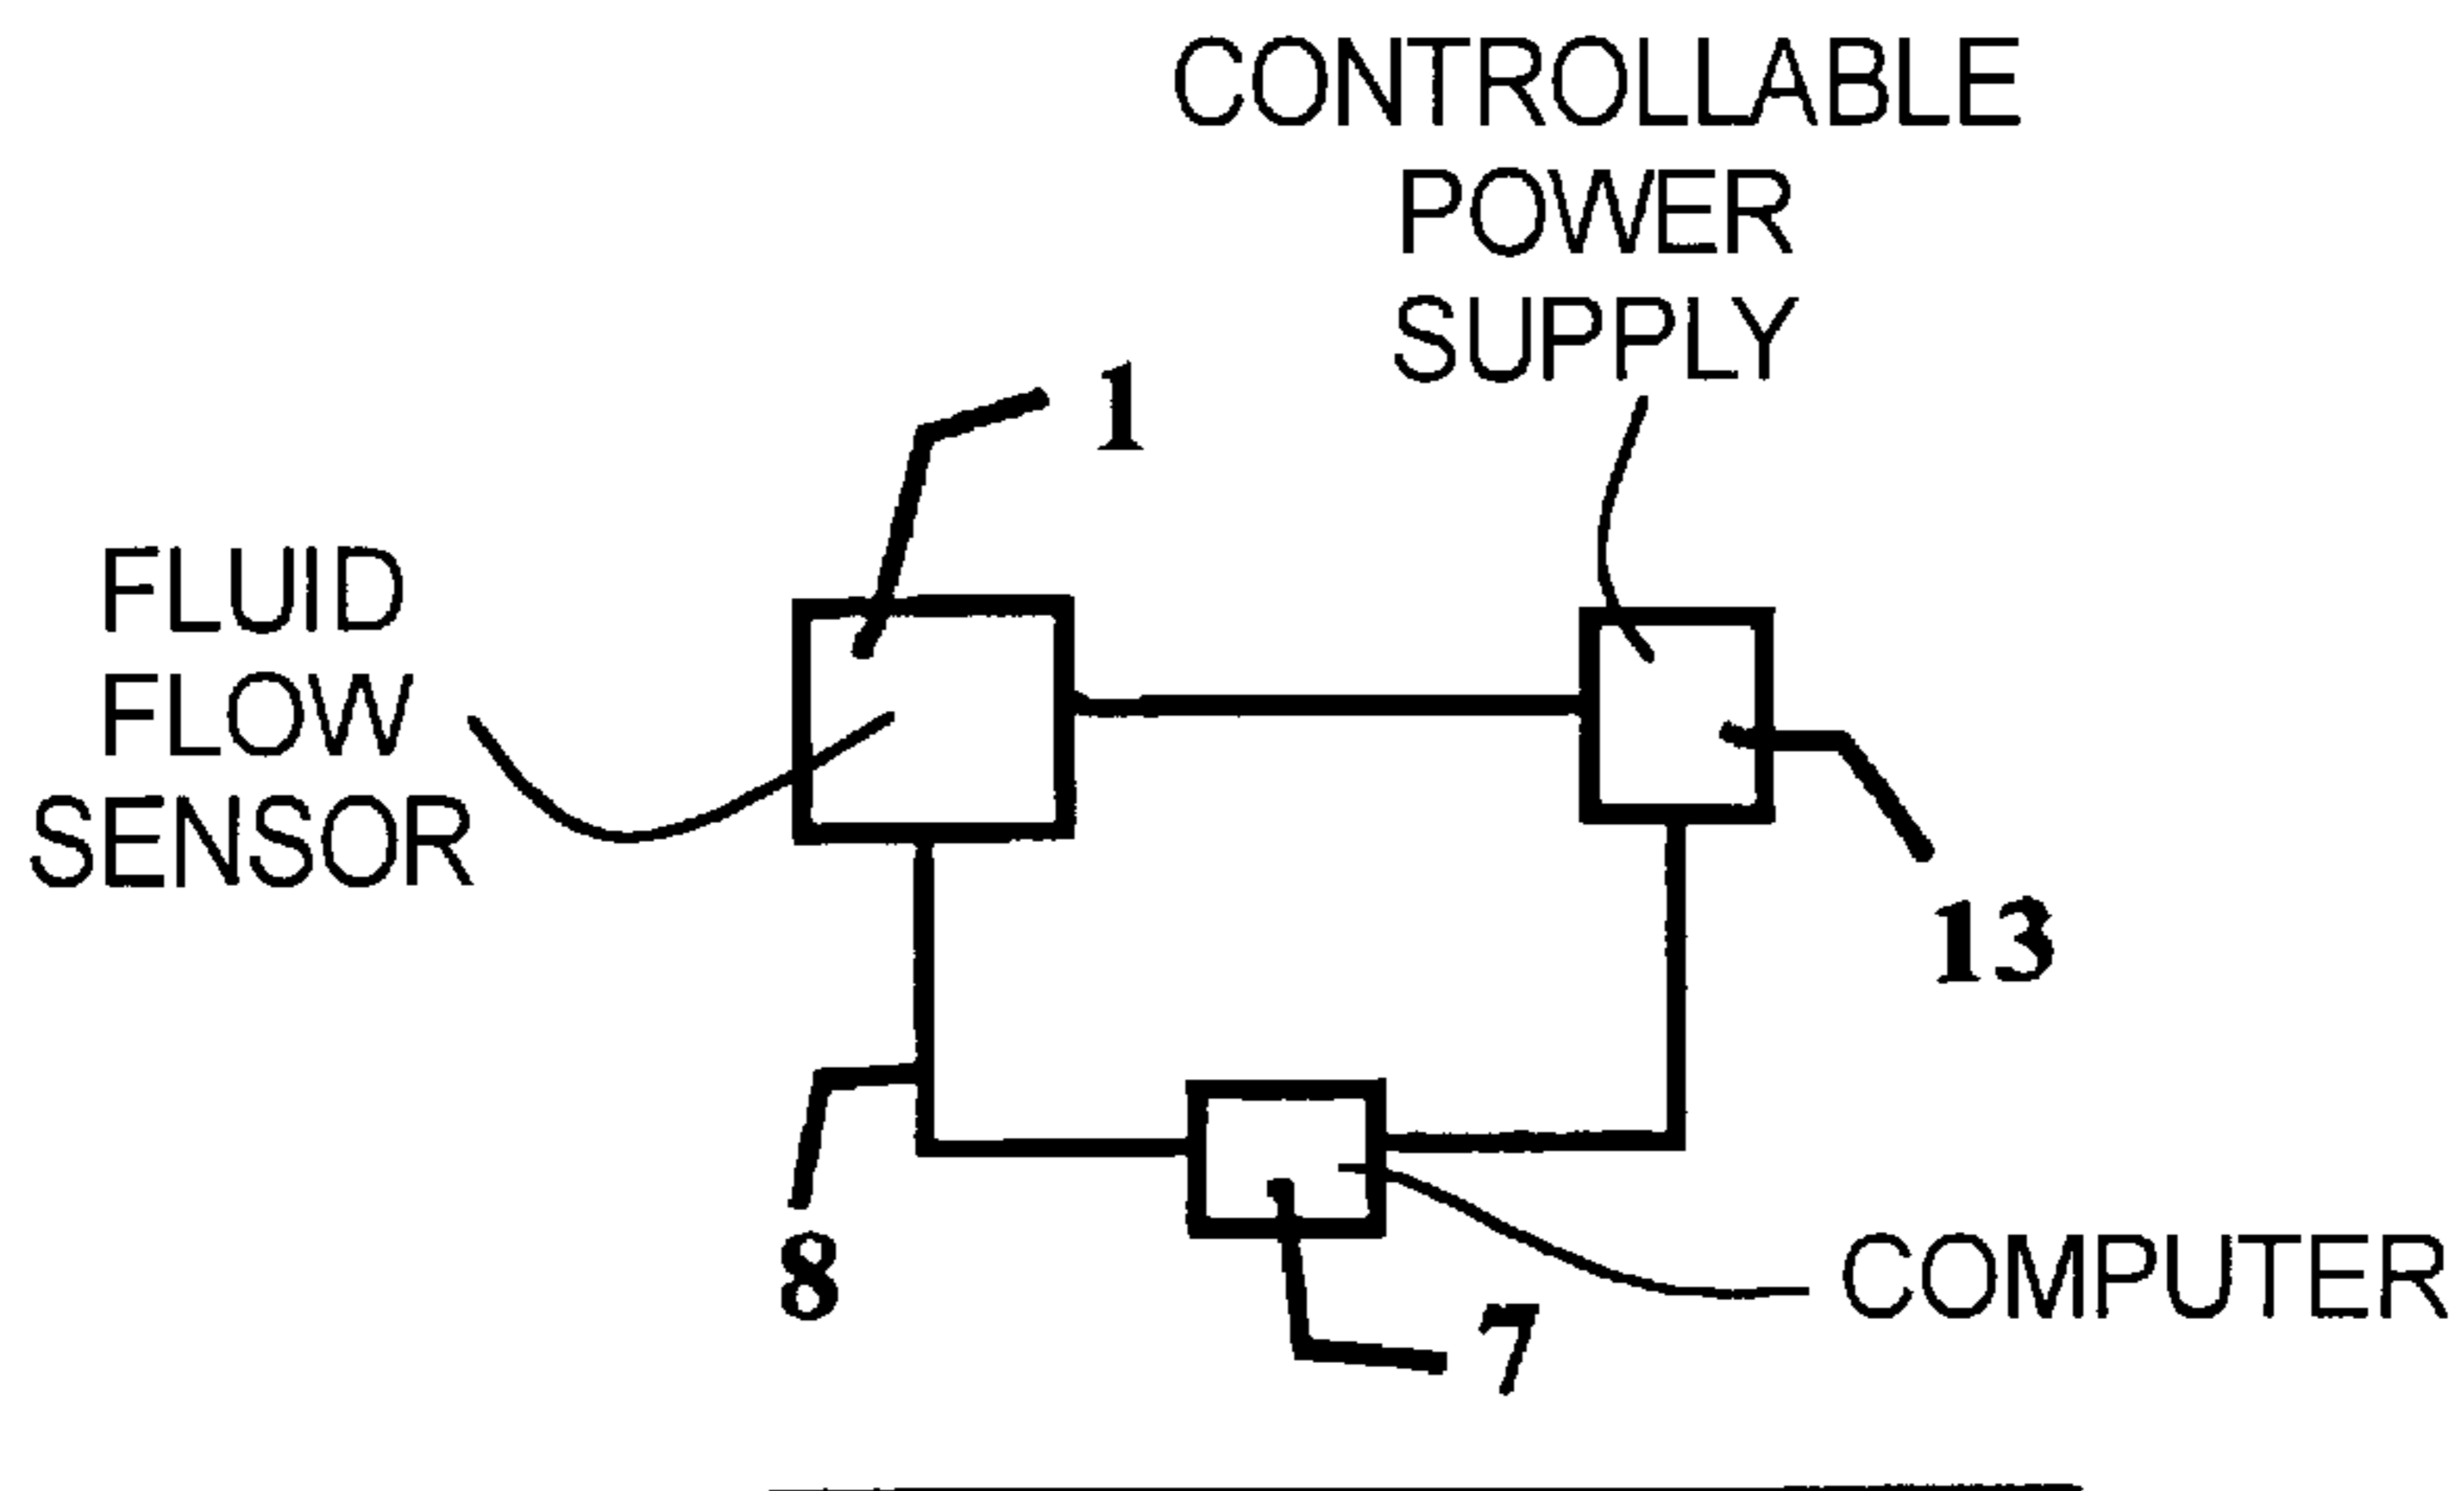 CONTROLLABLE
POWER
SUPPLY
1
FLUID
FLOW
SENSOR
13
8
7
COMPUTER